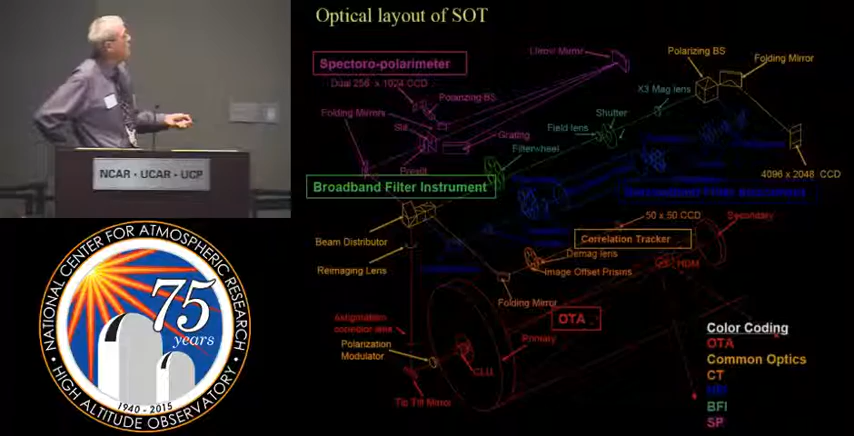 Optical layout of SOT
Spectoro-polarimeter
Dual 256 x 1024 CCD
Polarizing BS
Folding Mirrors
Slit
Grating
Littrow Mirror
Polarizing BS
Folding Mirror
X3 Mag lens
Shutter
Field lens
Filterwheel
4096 x 2048 CCD
Broadband Filter Instrument
Beam Distributor
Reimaging Lens
50 x 50 CCD
Secondary
Correlation Tracker
Demag lens
Image Offset Prisms
HDM
Folding Mirror
OTA
Primary
Astigmatism
corrector lens
Polarization
Modulator
CLU
Tip Tilt Mirror
Color Coding
OTA
Common Optics
CT
NFI
BFI
SP
NCAR · UCAR · UCP
NATIONAL CENTER FOR ATMOSPHERIC RESEARCH
75
years
1940 - 2015
HIGH ALTITUDE OBSERVATORY